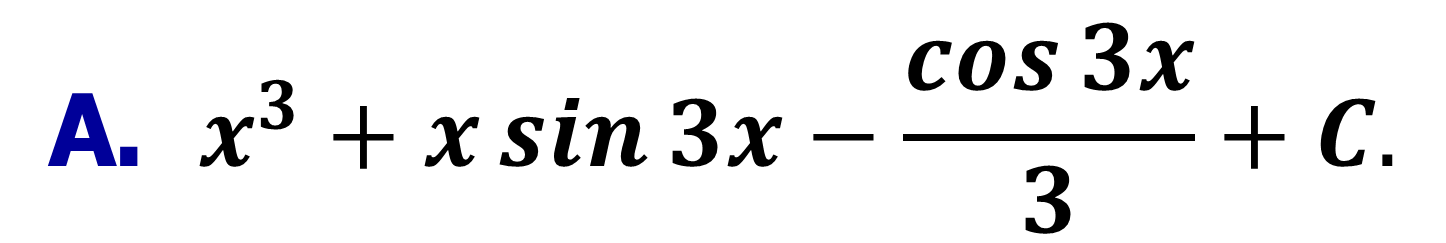 A. x³ + x sin 3x − cos 3x / 3 + C.